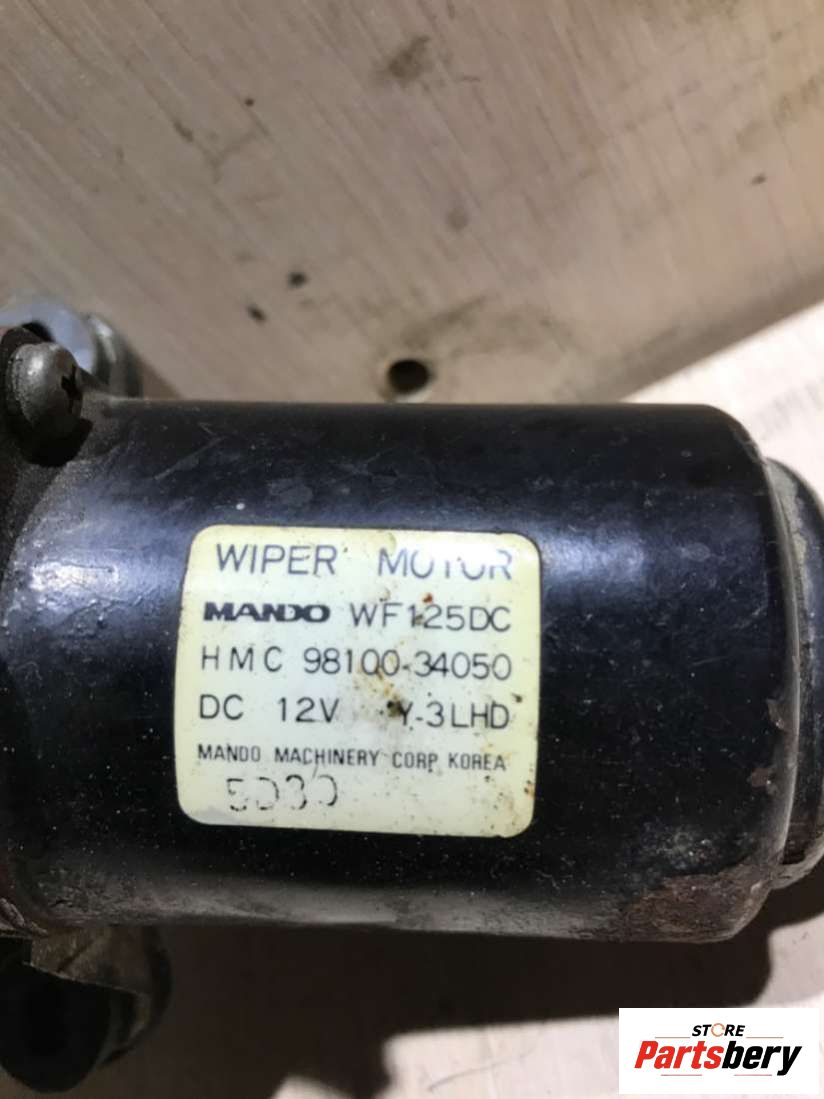 WIPER MOTOR
MANDO WF125DC
HMC 98100-34050
DC 12V Y-3LHD
MANDO MACHINERY CORP KOREA
STORE
Partsbery